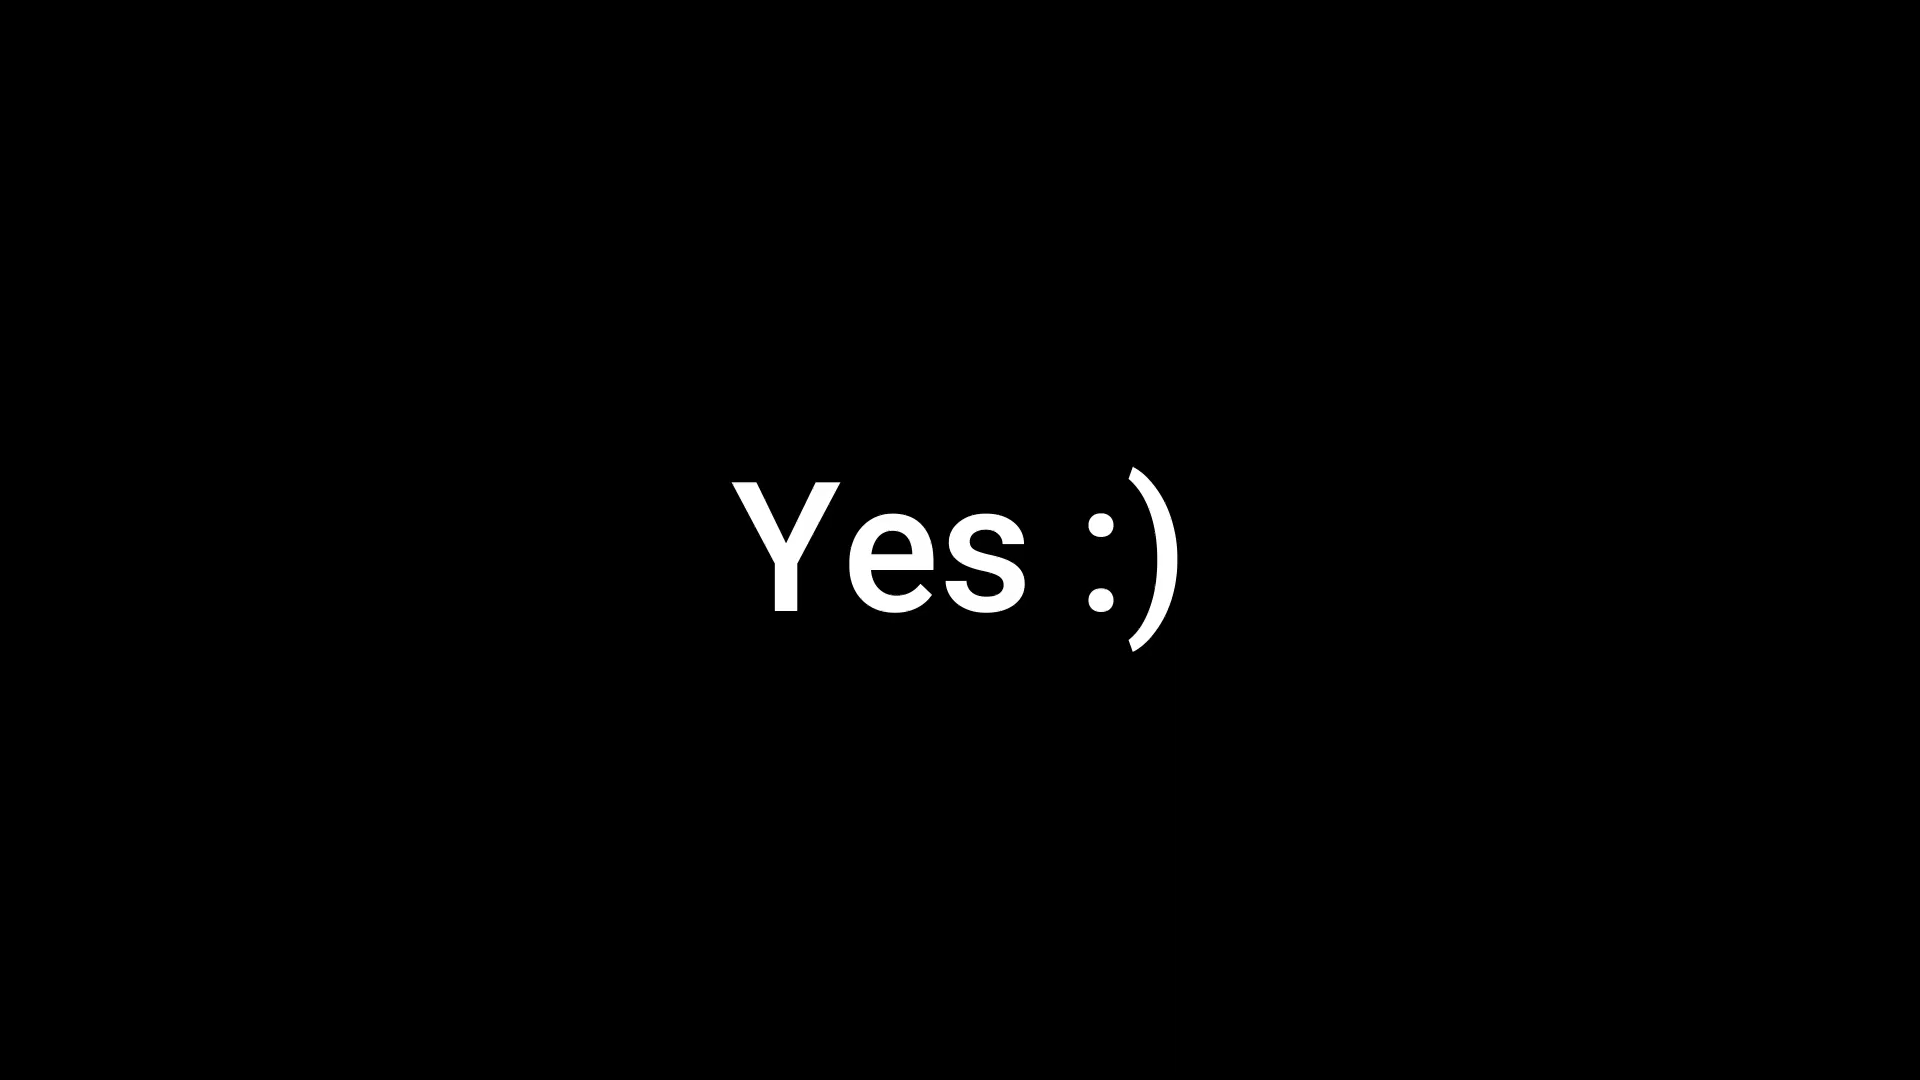 Yes :)